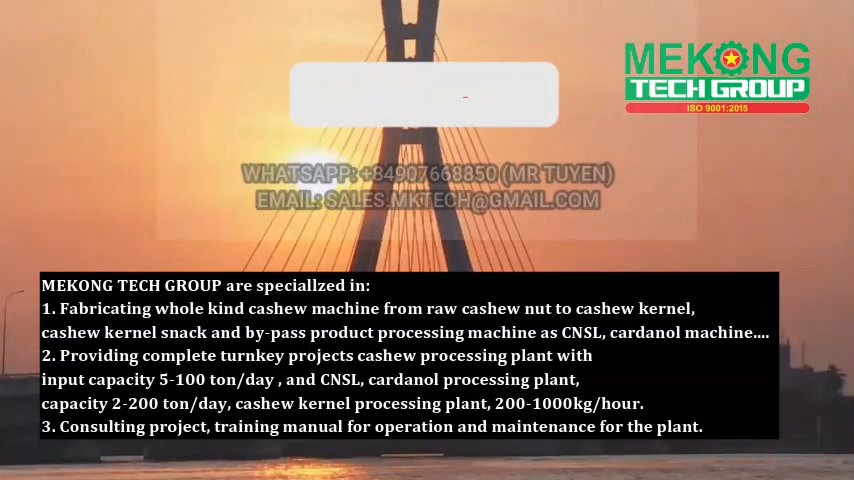 MEKONG
TECH GROUP
ISO 9001:2015
WHATSAPP: +84907668850 (MR TUYEN)
EMAIL: SALES.MKTECH@GMAIL.COM
MEKONG TECH GROUP are speciallzed in:
1. Fabricating whole kind cashew machine from raw cashew nut to cashew kernel,
cashew kernel snack and by-pass product processing machine as CNSL, cardanol machine....
2. Providing complete turnkey projects cashew processing plant with
input capacity 5-100 ton/day , and CNSL, cardanol processing plant,
capacity 2-200 ton/day, cashew kernel processing plant, 200-1000kg/hour.
3. Consulting project, training manual for operation and maintenance for the plant.